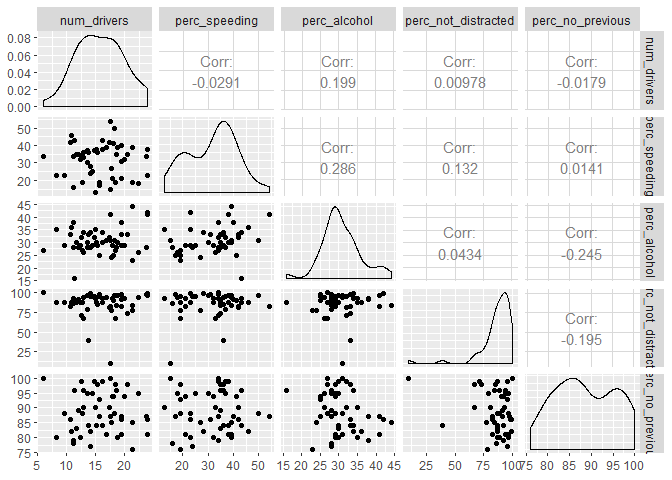 num_drivers perc_speeding perc_alcohol perc_not_distracted perc_no_previous
0.08
0.06
0.04
0.02
0.00
Corr:
-0.0291
Corr:
0.199
Corr:
0.00978
Corr:
-0.0179
num_drivers
50
40
30
20
Corr:
0.286
Corr:
0.132
Corr:
0.0141
perc_speeding
45
40
35
30
25
20
15
Corr:
0.0434
Corr:
-0.245
perc_alcohol
100
75
50
25
Corr:
-0.195
rc_not_distract
100
95
90
85
80
75
erc_no_previou
5 10 15 20
20 30 40 50
15 20 25 30 35 40 45
25 50 75 100
75 80 85 90 95 100